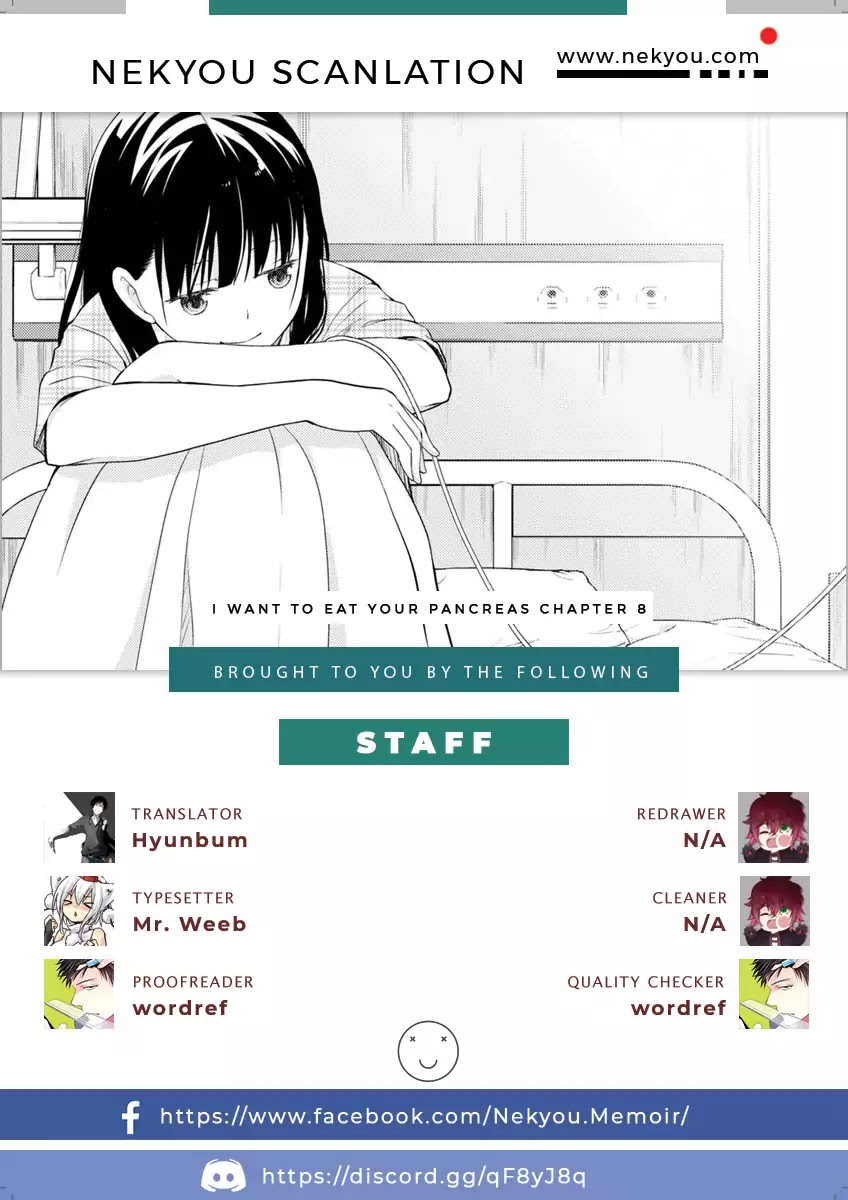 NEKYOU SCANLATION
www.nekyou.com
I WANT TO EAT YOUR PANCREAS CHAPTER 8
BROUGHT TO YOU BY THE FOLLOWING
STAFF
TRANSLATOR
Hyunbum
REDRAWER
N/A
TYPESETTER
Mr. Weeb
CLEANER
N/A
PROOFREADER
wordref
QUALITY CHECKER
wordref
https://www.facebook.com/Nekyou.Memoir/
https://discord.gg/qF8yJ8q